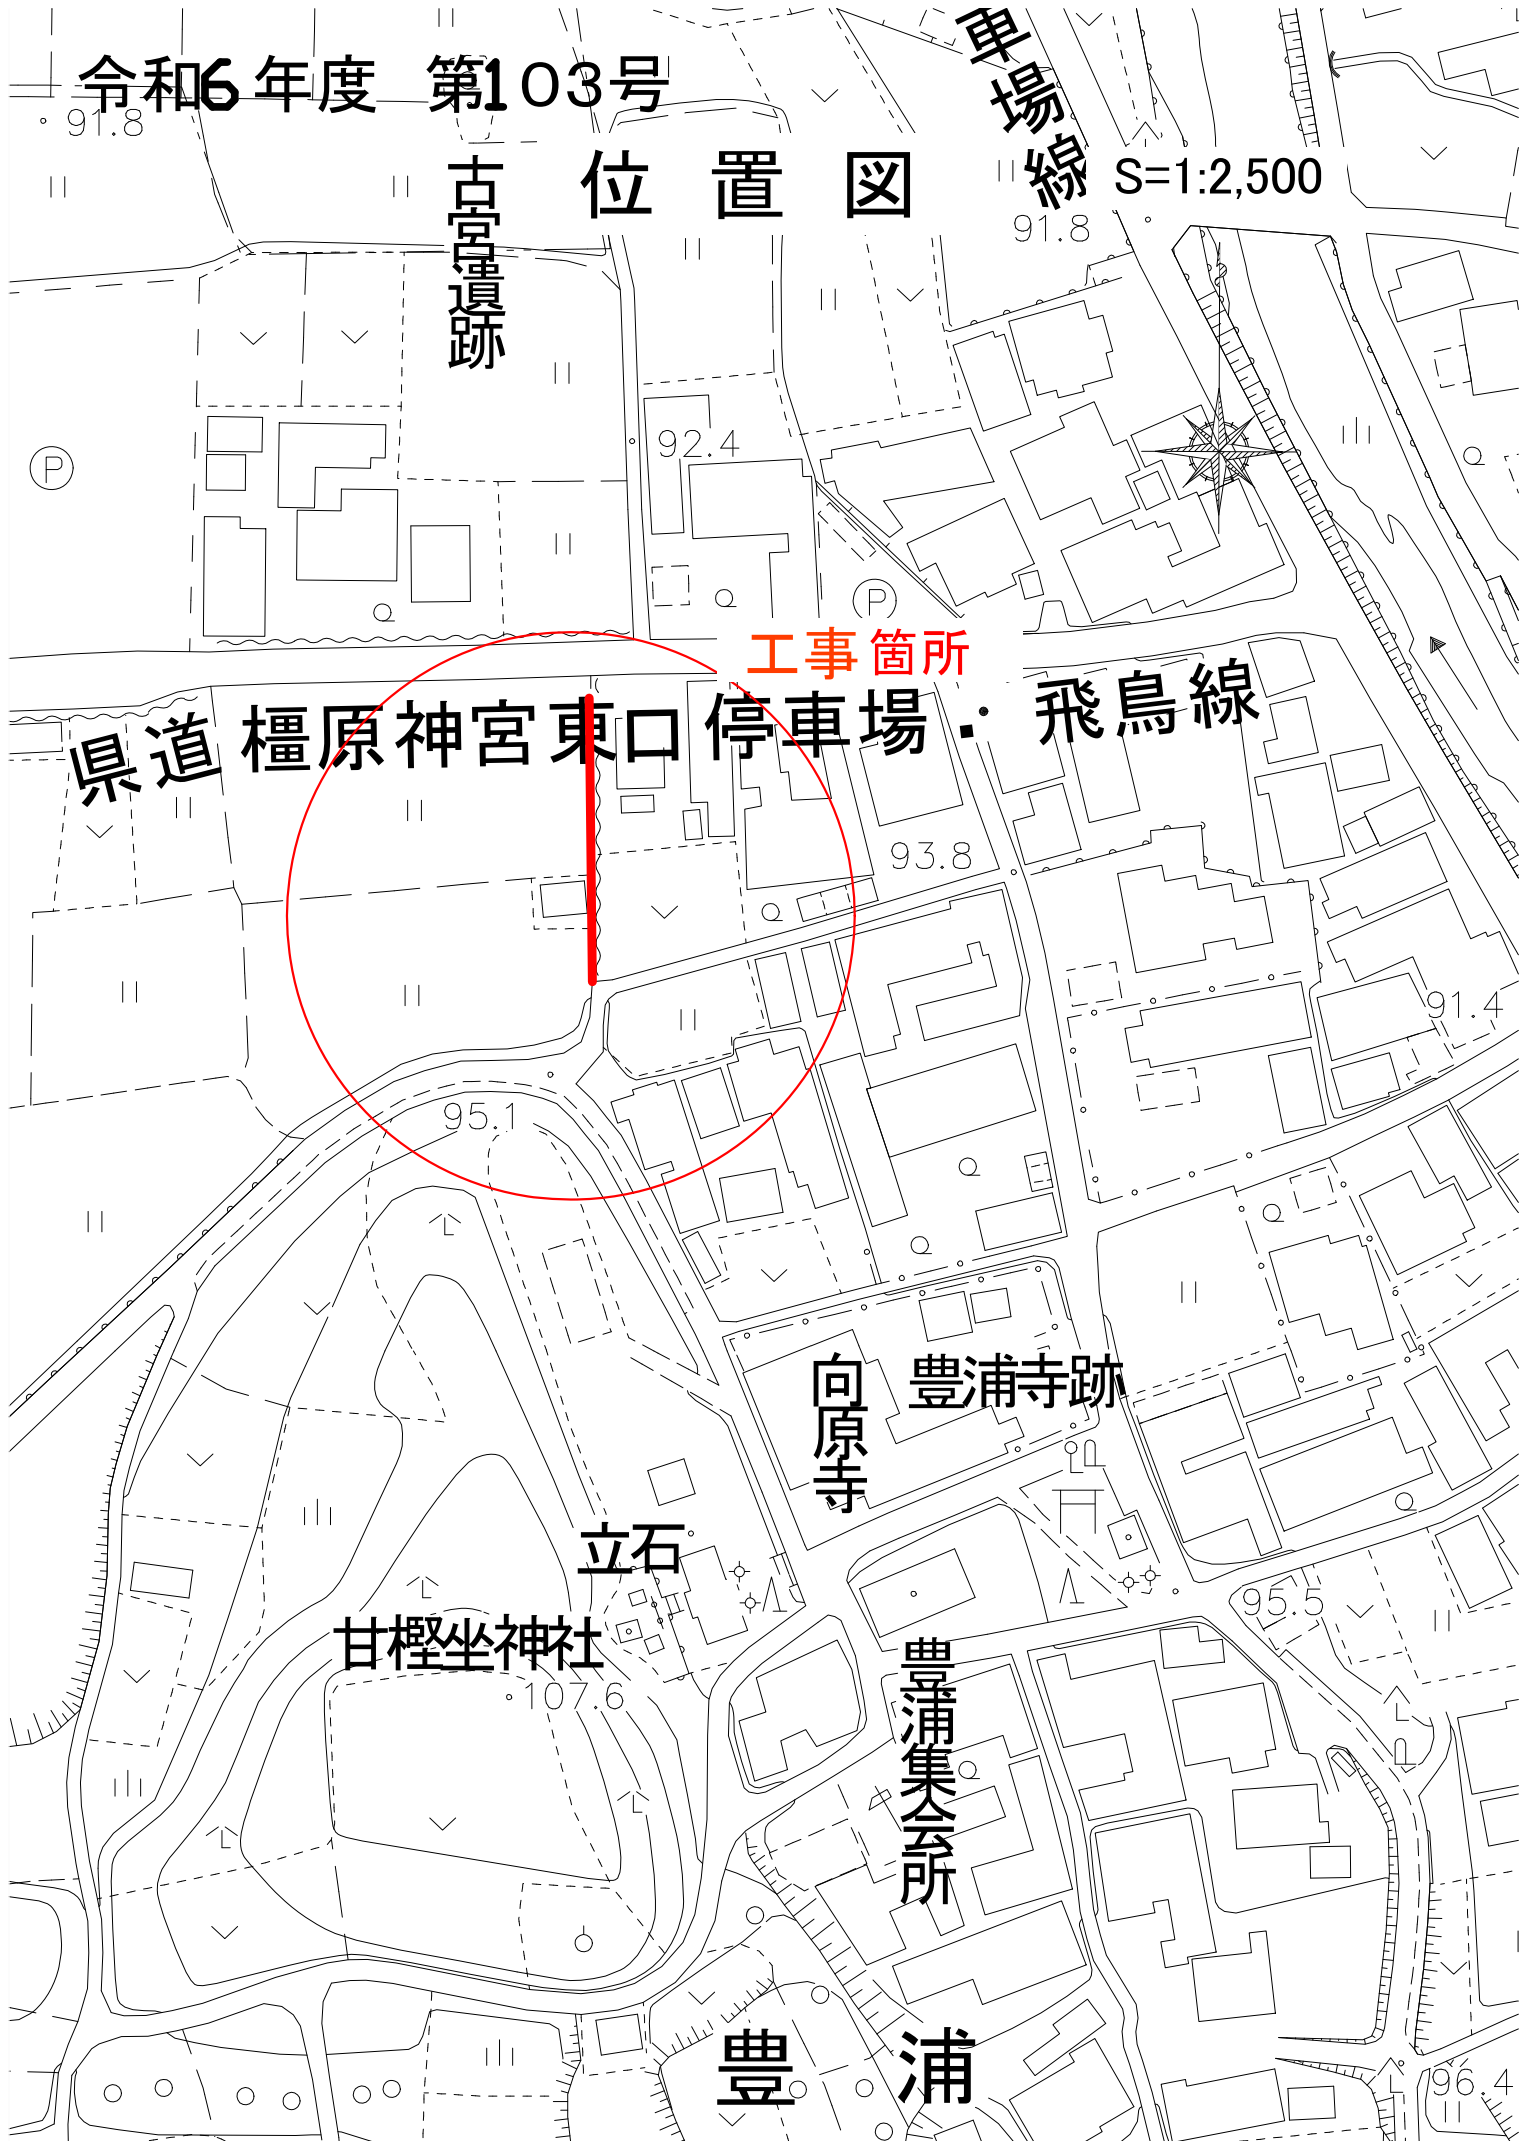 令和6年度 第103号
車場線
91.8
位置図
S=1:2,500
古宮遺跡
91.8
92.4
P
P
工事箇所
県道橿原神宮東口停車場・飛鳥線
93.8
91.4
95.1
向原寺
豊浦寺跡
立石
95.5
甘樫坐神社
107.6
豊浦集会所
豊浦
96.4